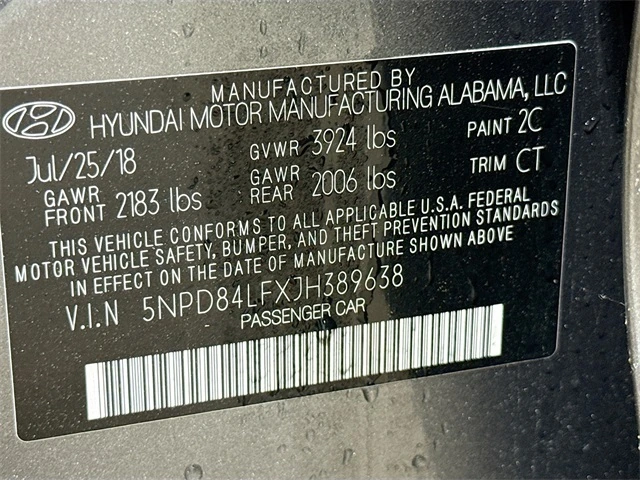 MANUFACTURED BY
HYUNDAI MOTOR MANUFACTURING ALABAMA, LLC
Jul/25/18 GVWR 3924 lbs PAINT 2C
GAWR FRONT 2183 lbs GAWR REAR 2006 lbs TRIM CT
THIS VEHICLE CONFORMS TO ALL APPLICABLE U.S.A. FEDERAL
MOTOR VEHICLE SAFETY, BUMPER, AND THEFT PREVENTION STANDARDS
IN EFFECT ON THE DATE OF MANUFACTURE SHOWN ABOVE
V.I.N 5NPD84LFXJH389638
PASSENGER CAR